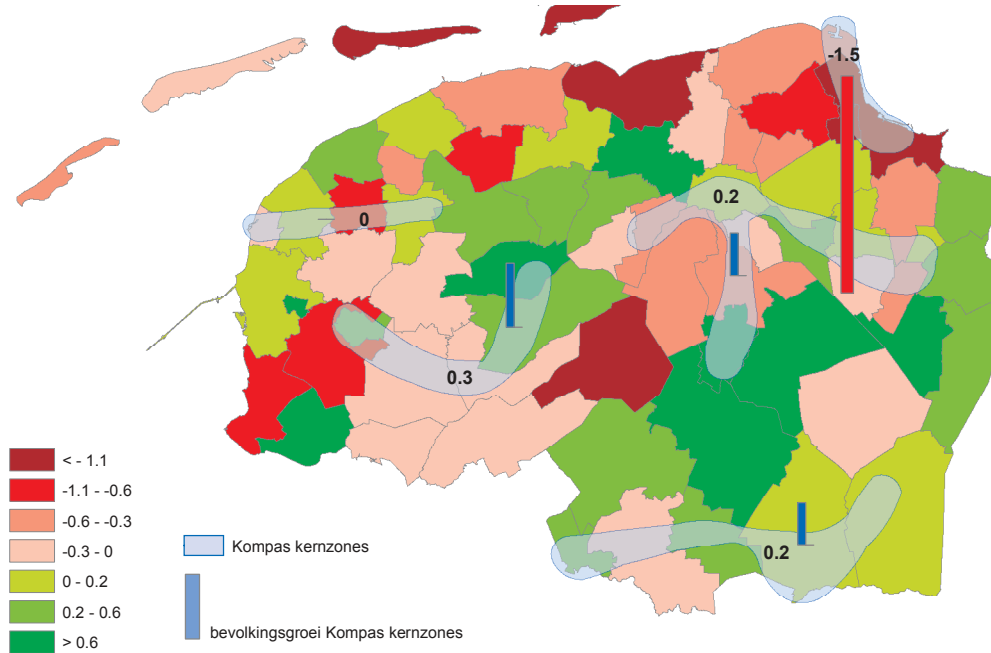 -1.5
0.2
0
0.3
0.2
< - 1.1
-1.1 - -0.6
-0.6 - -0.3
-0.3 - 0
0 - 0.2
0.2 - 0.6
> 0.6
Kompas kernzones
bevolkingsgroei Kompas kernzones